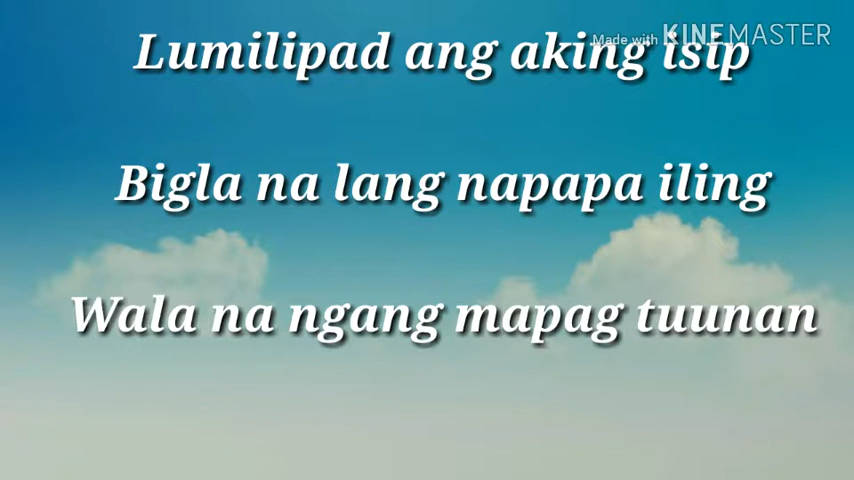 Made with KINEMASTER
Lumilipad ang aking isip
Bigla na lang napapa iling
Wala na ngang mapag tuunan